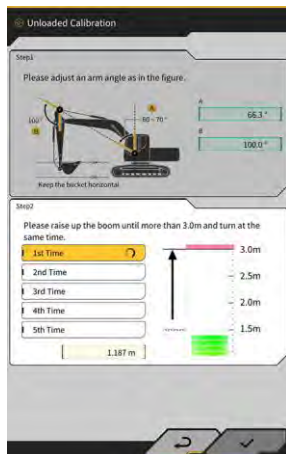 Unloaded Calibration
Step1
Please adjust an arm angle as in the figure.
A
66.3 °
A
60 - 70 °
100 °
B
B
100.0 °
Keep the bucket horizontal
Step2
Please raise up the boom until more than 3.0m and turn at the
same time.
1st Time
2nd Time
3rd Time
4th Time
5th Time
1.187 m
3.0m
2.5m
2.0m
1.5m